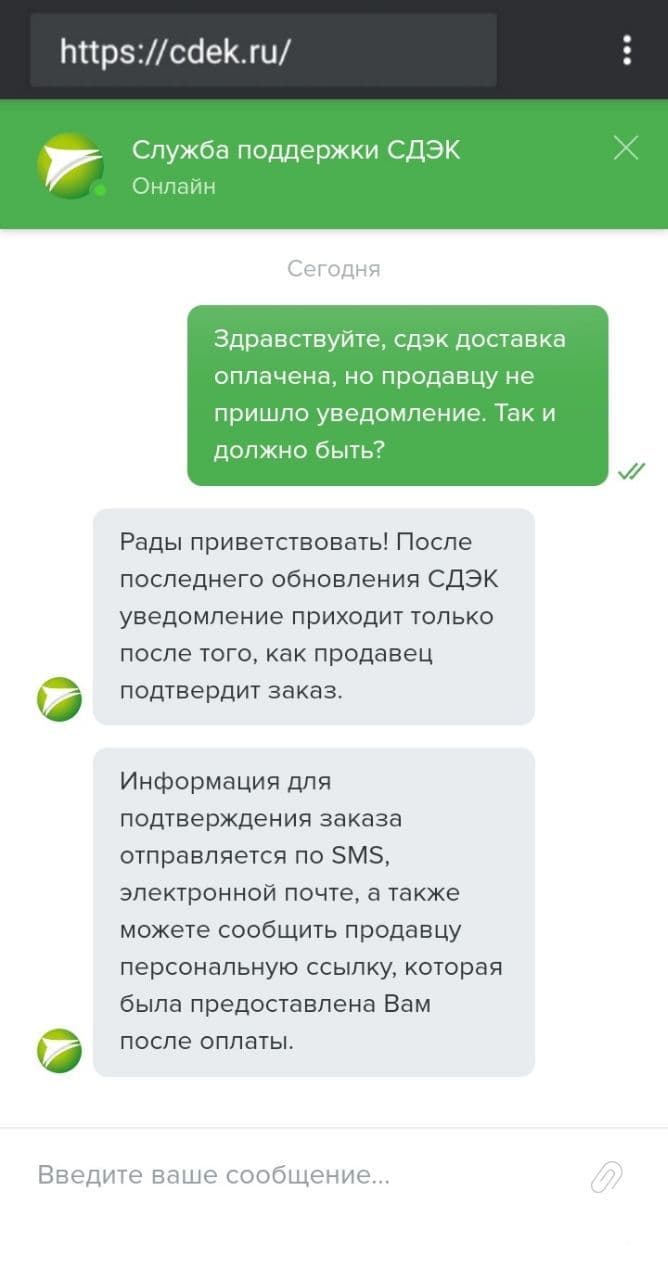 https://cdek.ru/
Служба поддержки СДЭК
Онлайн
Сегодня
Здравствуйте, сдэк доставка
оплачена, но продавцу не
пришло уведомление. Так и
должно быть?
Рады приветствовать! После
последнего обновления СДЭК
уведомление приходит только
после того, как продавец
подтвердит заказ.
Информация для
подтверждения заказа
отправляется по SMS,
электронной почте, а также
можете сообщить продавцу
персональную ссылку, которая
была предоставлена Вам
после оплаты.
Введите ваше сообщение...